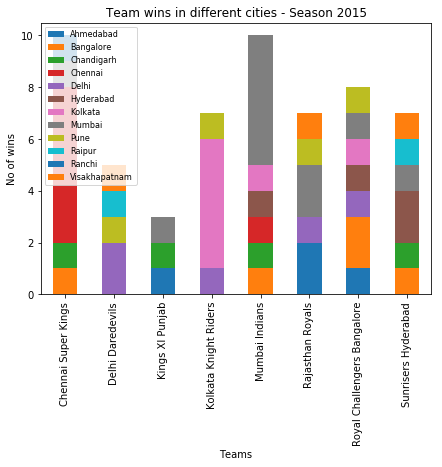 Team wins in different cities - Season 2015
No of wins
10
8
6
4
2
0
Ahmedabad
Bangalore
Chandigarh
Chennai
Delhi
Hyderabad
Kolkata
Mumbai
Pune
Raipur
Ranchi
Visakhapatnam
Chennai Super Kings
Delhi Daredevils
Kings XI Punjab
Kolkata Knight Riders
Mumbai Indians
Rajasthan Royals
Royal Challengers Bangalore
Sunrisers Hyderabad
Teams